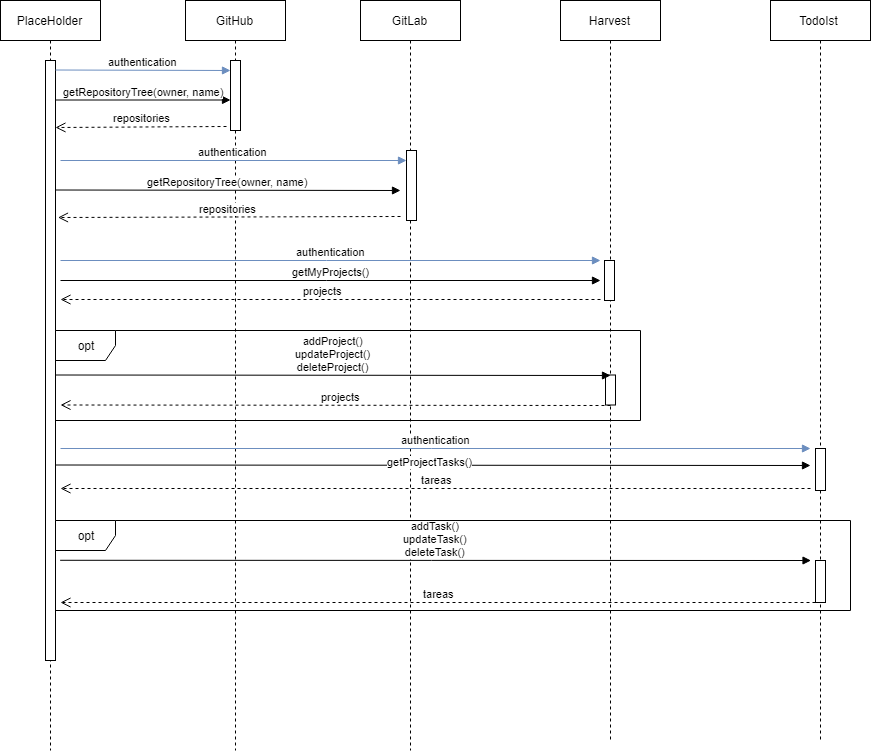 PlaceHolder
GitHub
GitLab
Harvest
TodoIst
authentication
getRepositoryTree(owner, name)
repositories
authentication
getRepositoryTree(owner, name)
repositories
authentication
getMyProjects()
projects
opt
addProject()
updateProject()
deleteProject()
projects
authentication
getProjectTasks()
tareas
opt
addTask()
updateTask()
deleteTask()
tareas